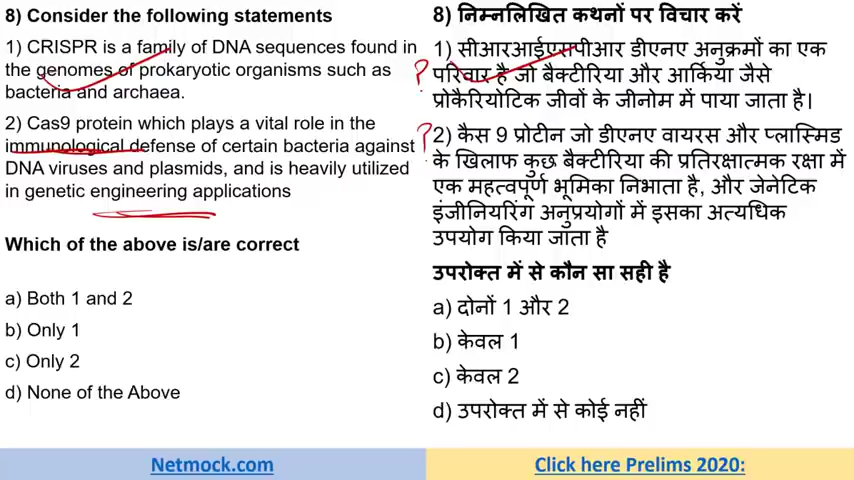 8) Consider the following statements
1) CRISPR is a family of DNA sequences found in
the genomes of prokaryotic organisms such as
bacteria and archaea.
2) Cas9 protein which plays a vital role in the
immunological defense of certain bacteria against
DNA viruses and plasmids, and is heavily utilized
in genetic engineering applications
Which of the above is/are correct
a) Both 1 and 2
b) Only 1
c) Only 2
d) None of the Above
8) निम्नलिखित कथनों पर विचार करें
1) सीआरआईएसपीआर डीएनए अनुक्रमों का एक
? परिवार है जो बैक्टीरिया और आर्किया जैसे
प्रोकैरियोटिक जीवों के जीनोम में पाया जाता है।
? 2) कैस 9 प्रोटीन जो डीएनए वायरस और प्लास्मिड
के खिलाफ कुछ बैक्टीरिया की प्रतिरक्षात्मक रक्षा में
एक महत्वपूर्ण भूमिका निभाता है, और जेनेटिक
इंजीनियरिंग अनुप्रयोगों में इसका अत्यधिक
उपयोग किया जाता है
उपरोक्त में से कौन सा सही है
a) दोनों 1 और 2
b) केवल 1
c) केवल 2
d) उपरोक्त में से कोई नहीं
Netmock.com
Click here Prelims 2020: